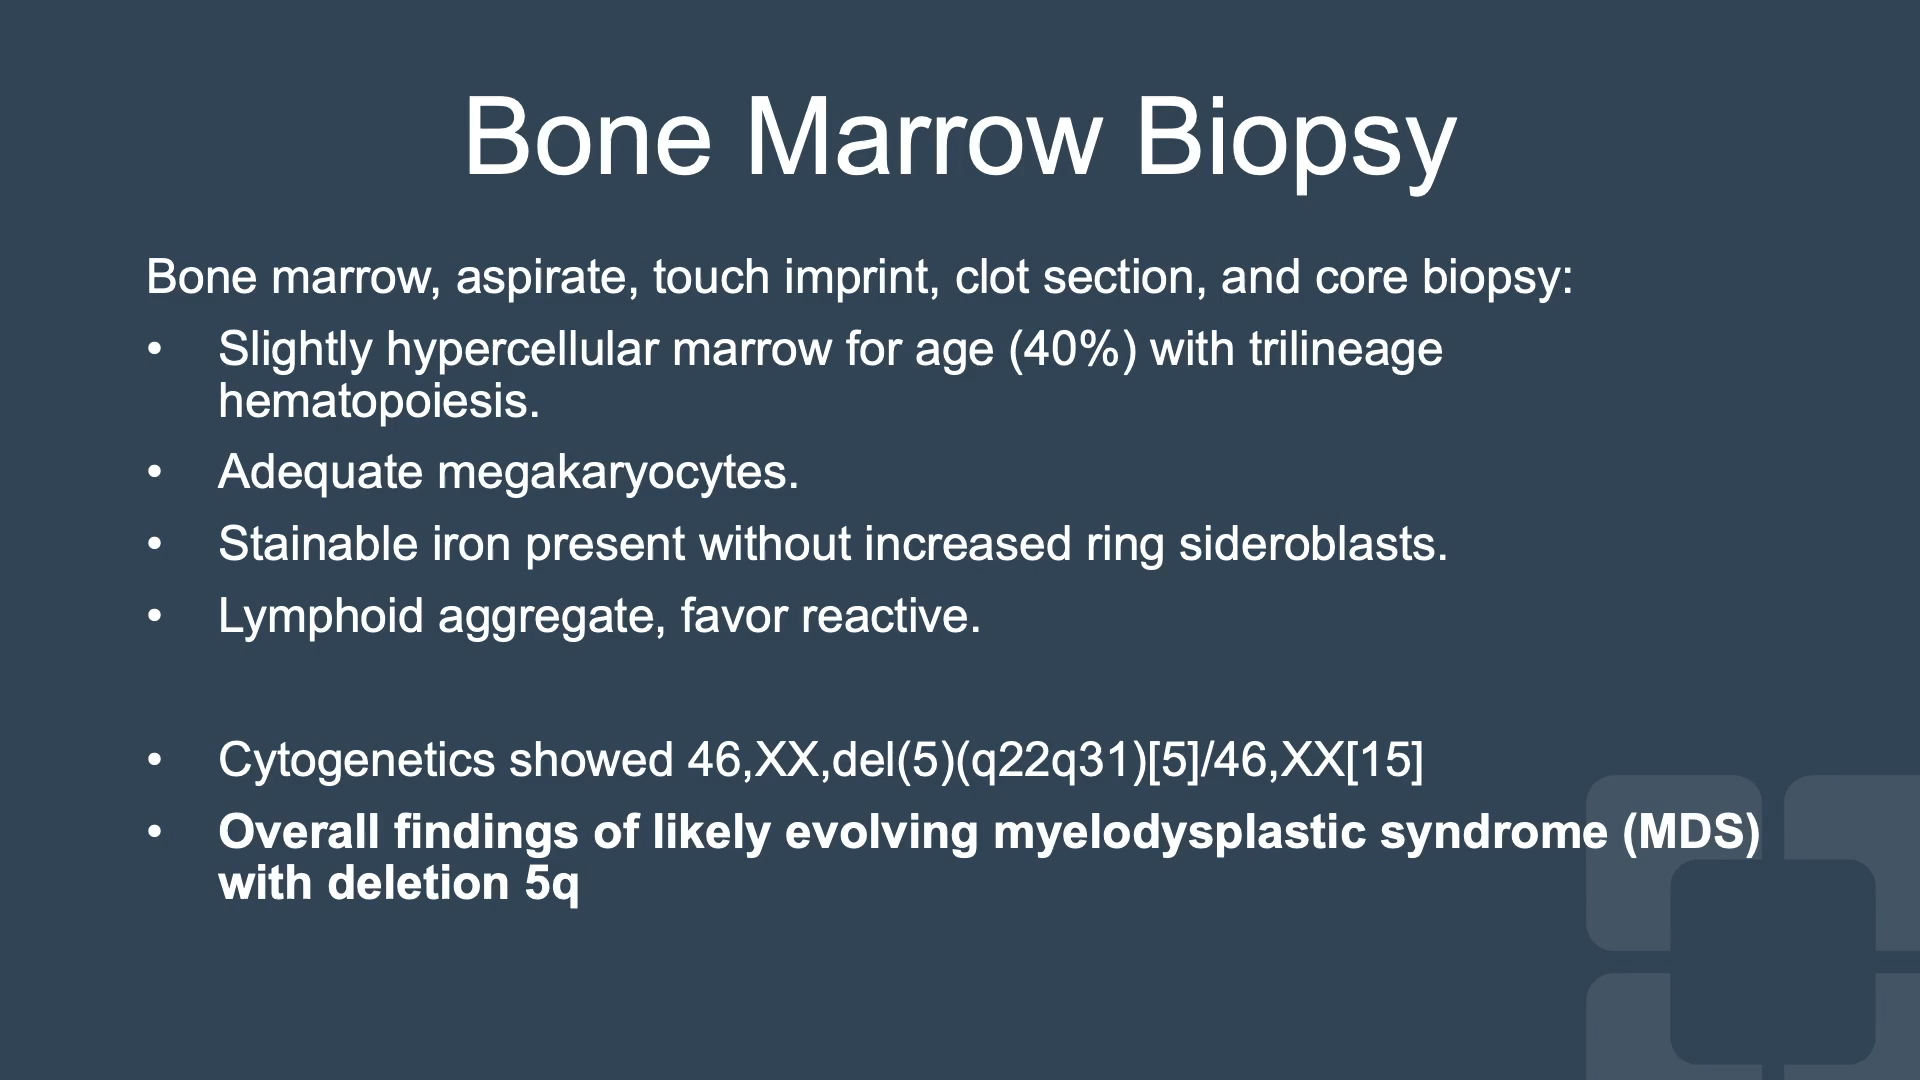 Bone Marrow Biopsy
Bone marrow, aspirate, touch imprint, clot section, and core biopsy:
• Slightly hypercellular marrow for age (40%) with trilineage
hematopoiesis.
• Adequate megakaryocytes.
• Stainable iron present without increased ring sideroblasts.
• Lymphoid aggregate, favor reactive.
• Cytogenetics showed 46,XX,del(5)(q22q31)[5]/46,XX[15]
• Overall findings of likely evolving myelodysplastic syndrome (MDS)
with deletion 5q